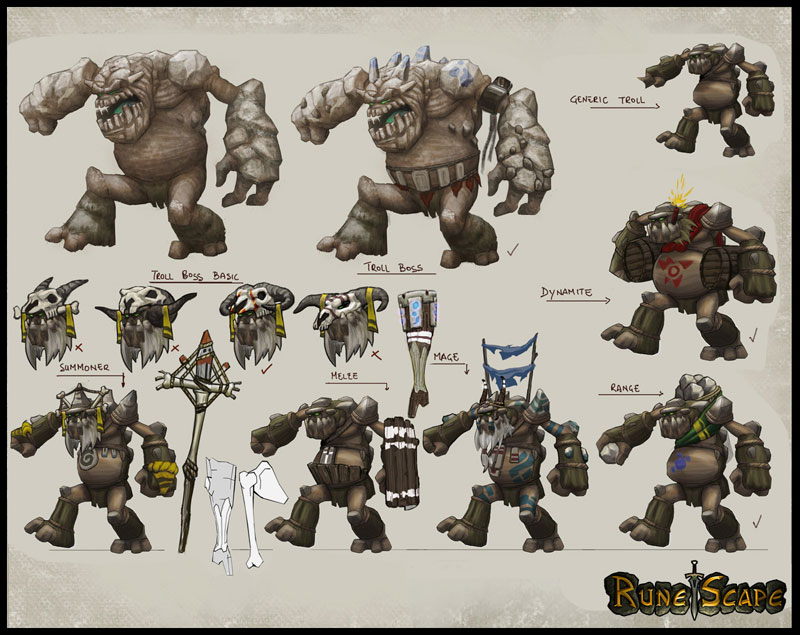 GENERIC TROLL
TROLL BOSS BASIC
TROLL BOSS
DYNAMITE
SUMMONER
MELEE
MAGE
RANGE
RUNESCAPE